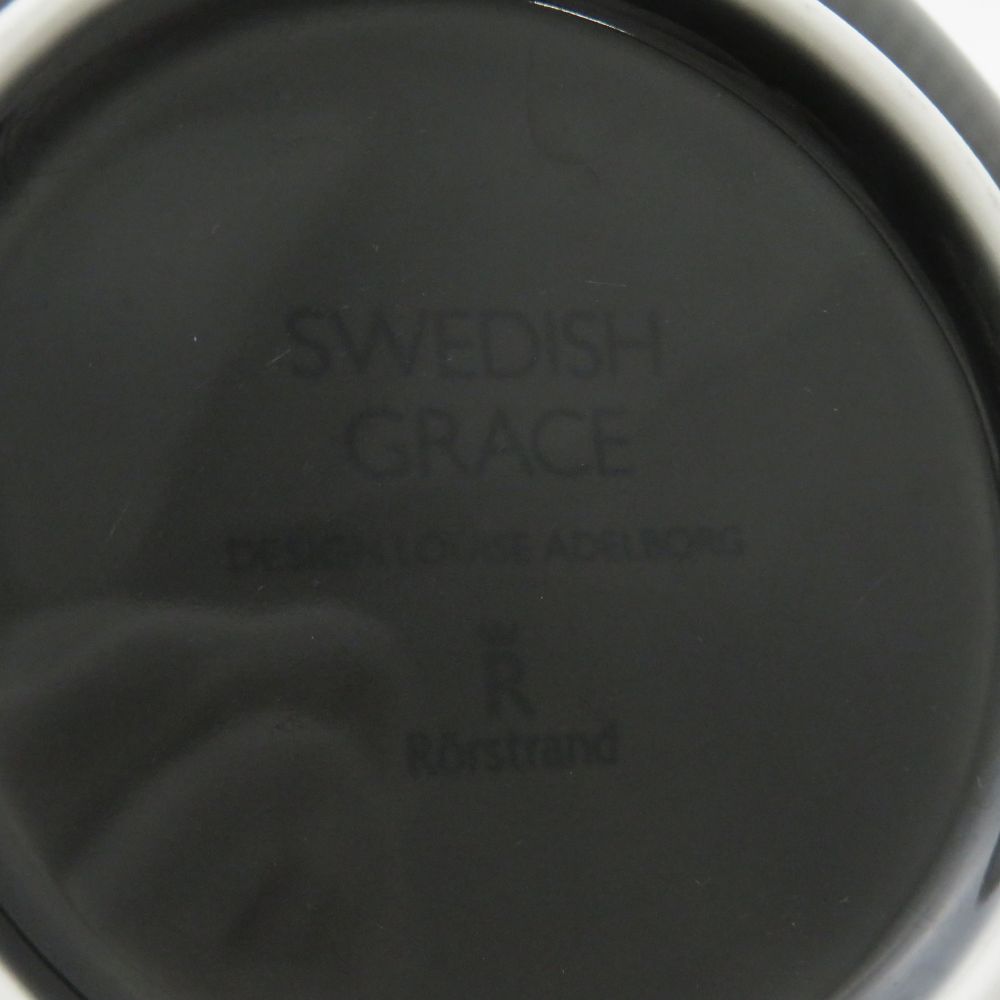 SWEDISH
GRACE
DESIGN LOUISE ADELBORG
R
Rörstrand